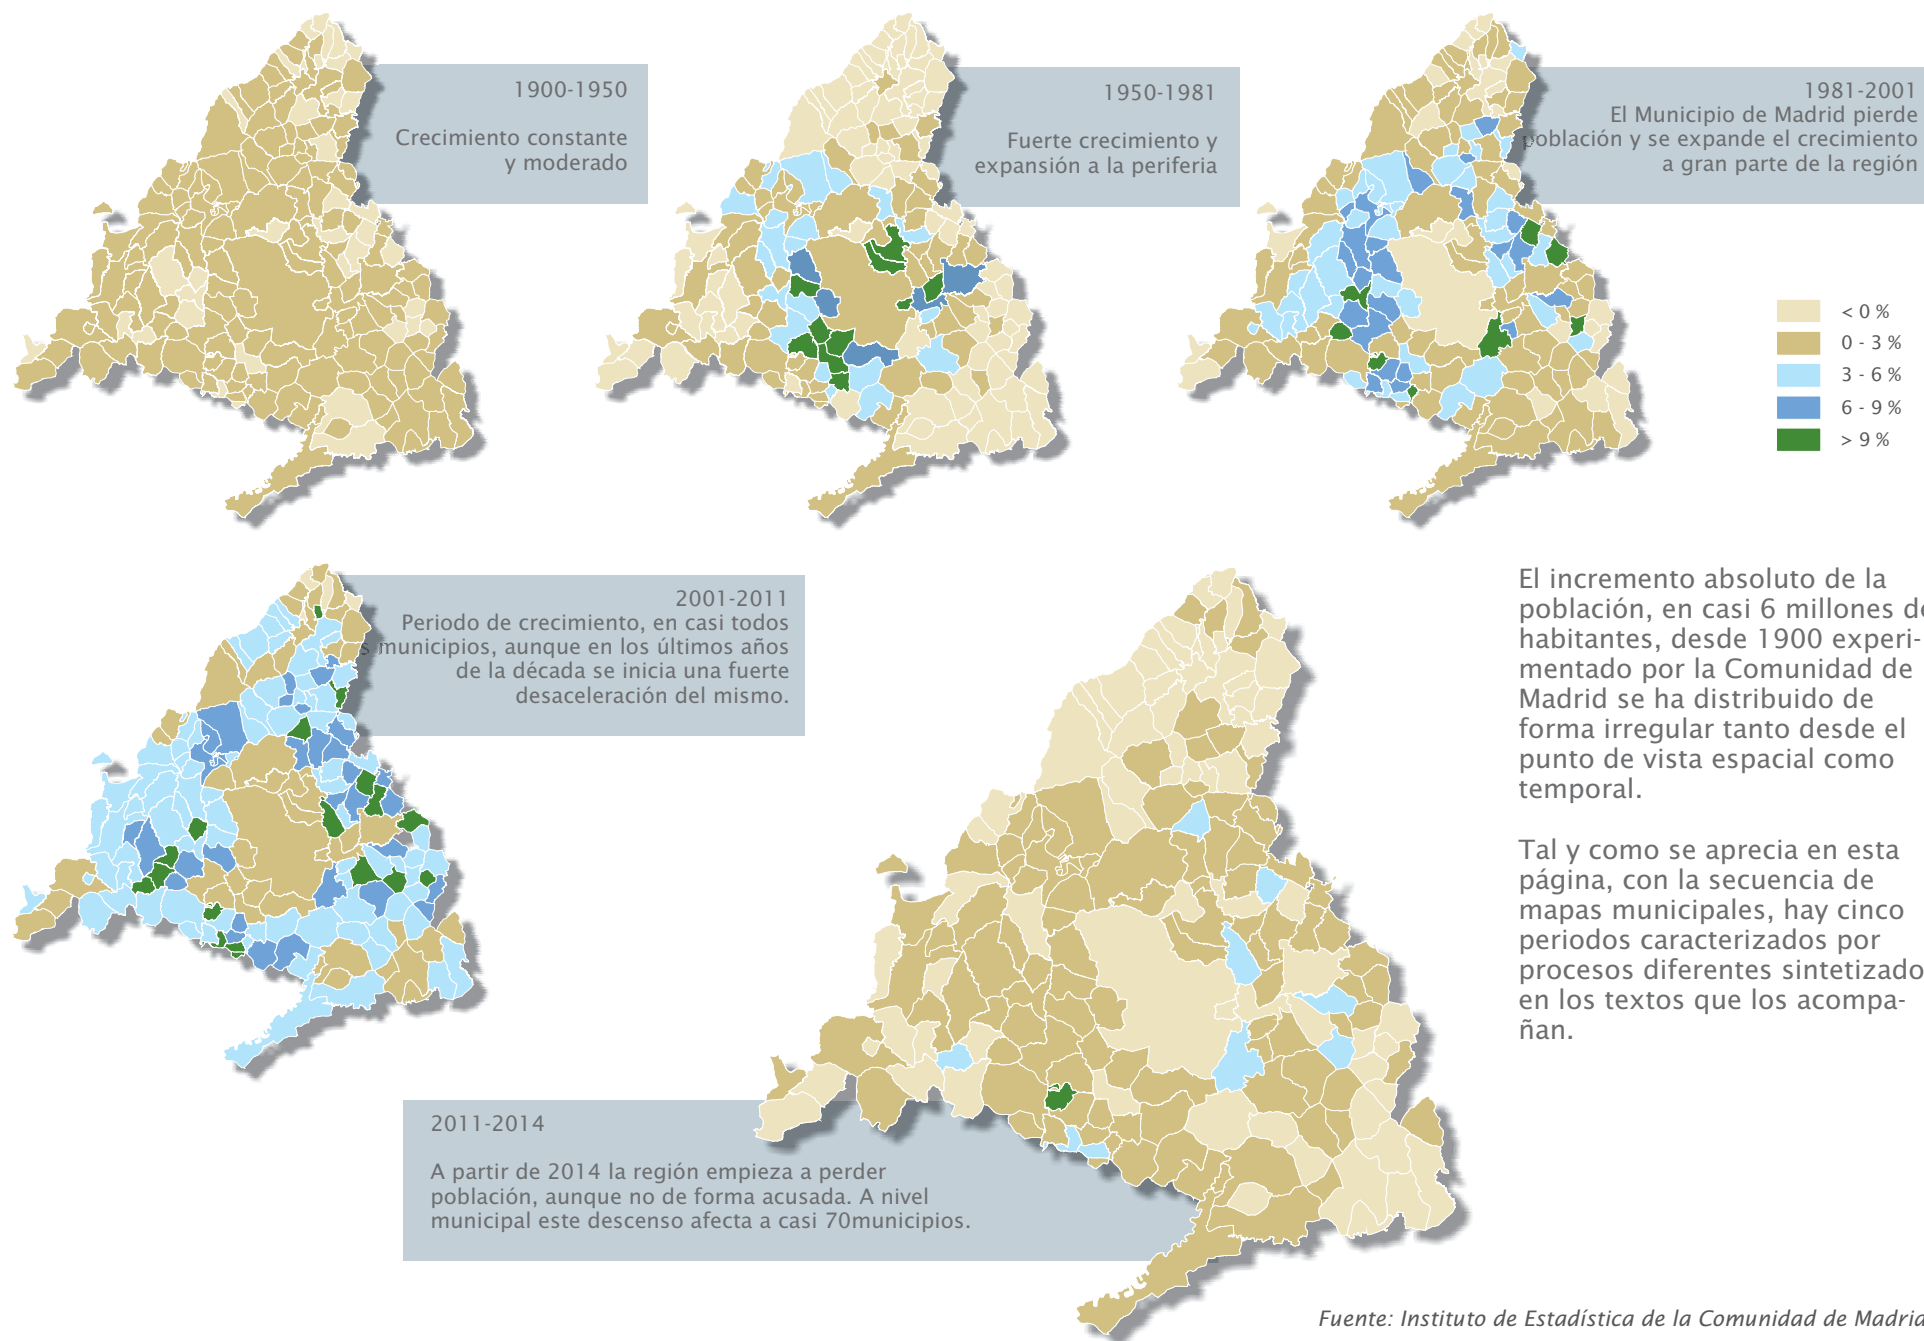 1900-1950
Crecimiento constante
y moderado
1950-1981
Fuerte crecimiento y
expansión a la periferia
1981-2001
El Municipio de Madrid pierde
población y se expande el crecimiento
a gran parte de la región
< 0 %
0 - 3 %
3 - 6 %
6 - 9 %
> 9 %
2001-2011
Periodo de crecimiento, en casi todos
s municipios, aunque en los últimos años
de la década se inicia una fuerte
desaceleración del mismo.
El incremento absoluto de la
población, en casi 6 millones de
habitantes, desde 1900 experi-
mentado por la Comunidad de
Madrid se ha distribuido de
forma irregular tanto desde el
punto de vista espacial como
temporal.
Tal y como se aprecia en esta
página, con la secuencia de
mapas municipales, hay cinco
periodos caracterizados por
procesos diferentes sintetizado
en los textos que los acompa-
ñan.
2011-2014
A partir de 2014 la región empieza a perder
población, aunque no de forma acusada. A nivel
municipal este descenso afecta a casi 70municipios.
Fuente: Instituto de Estadística de la Comunidad de Madrid